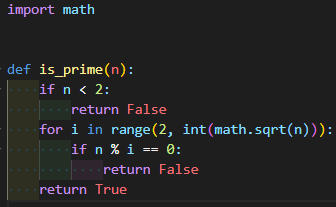 import math
def is_prime(n):
    if n < 2:
        return False
    for i in range(2, int(math.sqrt(n))):
        if n % i == 0:
            return False
    return True